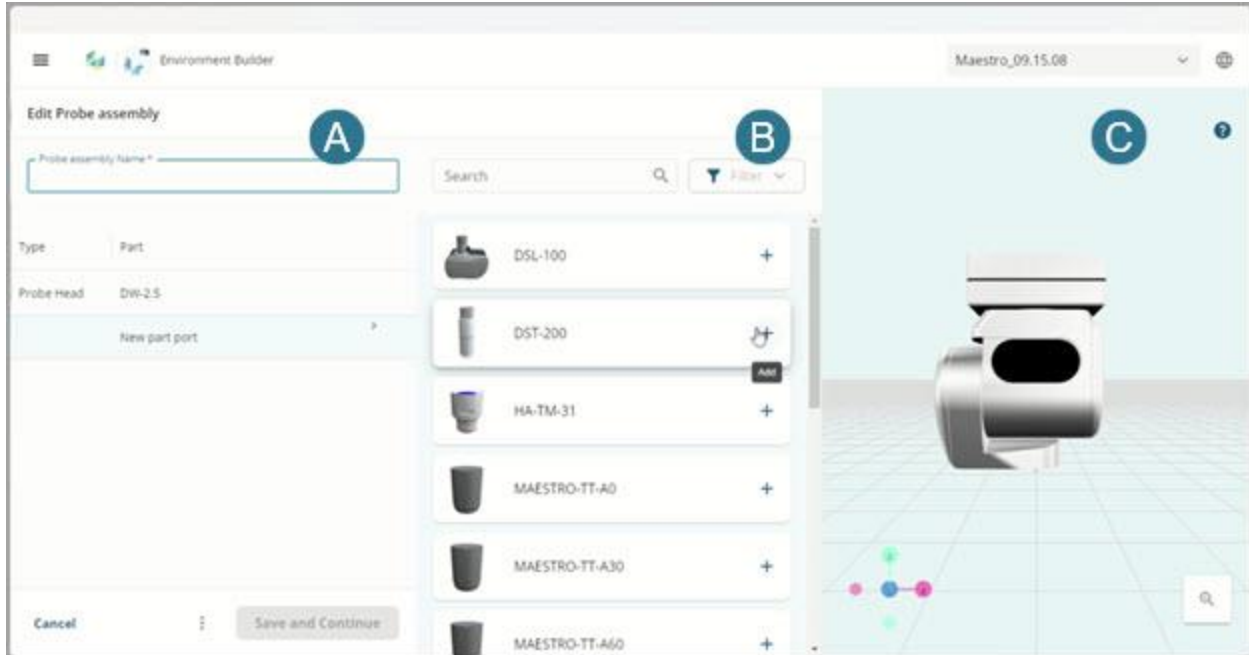 Environment Builder
Maestro_09.15.08
Edit Probe assembly
A
B
C
?
Probe assembly Name *
Search
Filter
Type Part
Probe Head DW-2.5
New part port
DSL-100
DST-200
Add
HA-TM-31
MAESTRO-TT-A0
MAESTRO-TT-A30
MAESTRO-TT-A60
Cancel
Save and Continue